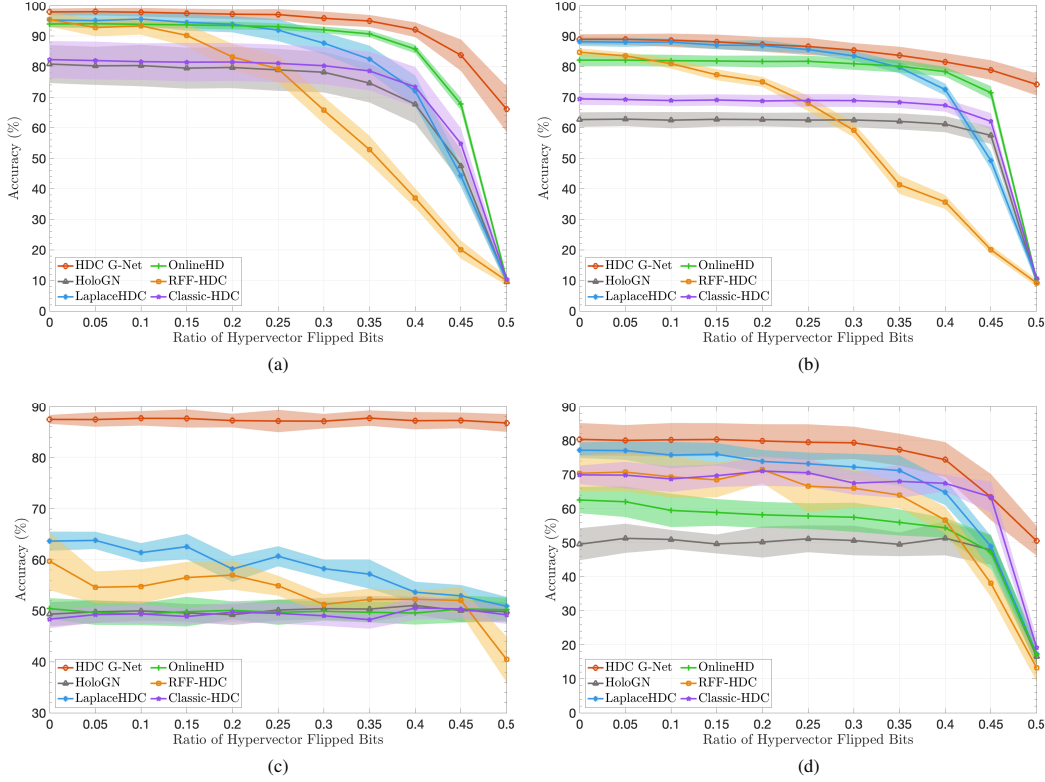 100
90
80
70
60
50
40
30
20
10
0
Accuracy (%)
HDC G-Net
HoloGN
LaplaceHDC
OnlineHD
RFF-HDC
Classic-HDC
0 0.05 0.1 0.15 0.2 0.25 0.3 0.35 0.4 0.45 0.5
Ratio of Hypervector Flipped Bits
(a)
100
90
80
70
60
50
40
30
20
10
0
Accuracy (%)
HDC G-Net
HoloGN
LaplaceHDC
OnlineHD
RFF-HDC
Classic-HDC
0 0.05 0.1 0.15 0.2 0.25 0.3 0.35 0.4 0.45 0.5
Ratio of Hypervector Flipped Bits
(b)
90
80
70
60
50
40
30
Accuracy (%)
HDC G-Net
HoloGN
LaplaceHDC
OnlineHD
RFF-HDC
Classic-HDC
0 0.05 0.1 0.15 0.2 0.25 0.3 0.35 0.4 0.45 0.5
Ratio of Hypervector Flipped Bits
(c)
90
80
70
60
50
40
30
20
10
0
Accuracy (%)
HDC G-Net
HoloGN
LaplaceHDC
OnlineHD
RFF-HDC
Classic-HDC
0 0.05 0.1 0.15 0.2 0.25 0.3 0.35 0.4 0.45 0.5
Ratio of Hypervector Flipped Bits
(d)